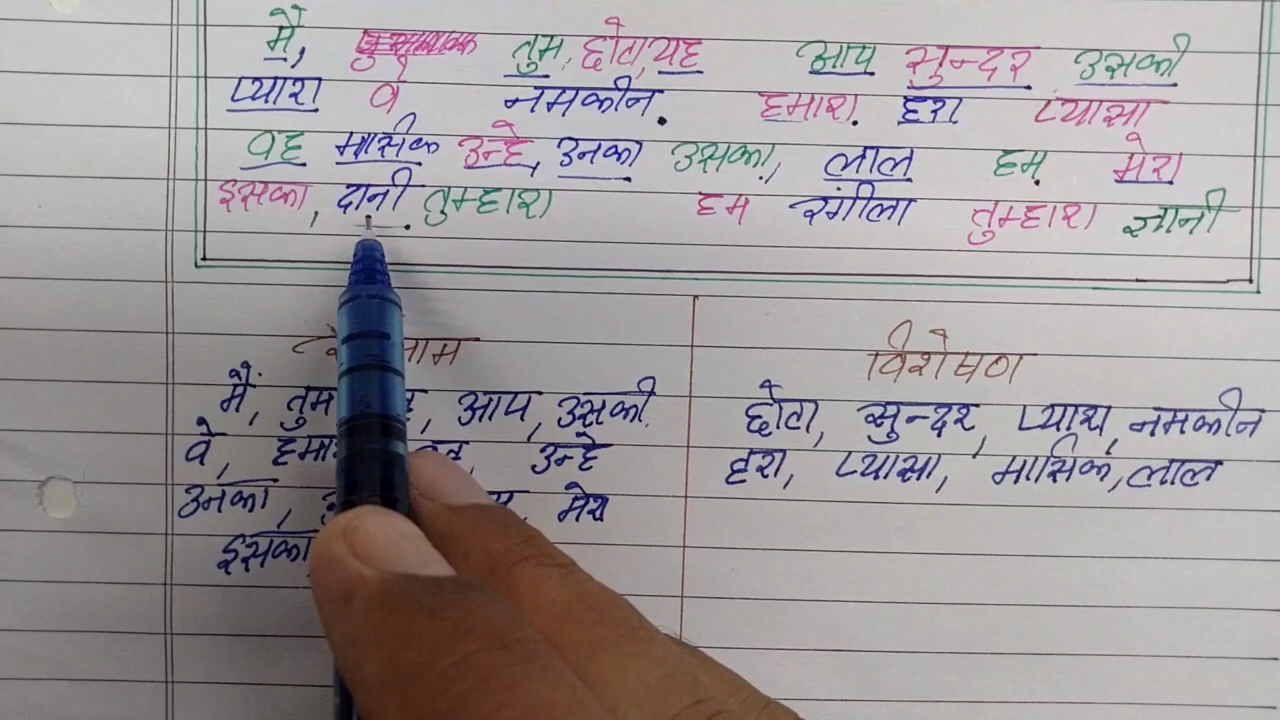 मै, तुम, छोटा, यह आप सुन्दर उसकी
प्यारा वे नमकीन. हमारा. हरा प्यासा
वह मासिक उन्हे, उनका उसका, लाल हम मेरा
इसका, दानी तुम्हारा हम रंगीला तुम्हारा ज्ञानी
विशेषण
मैं, तुम आप, उसकी,
वे, उन्हे
उनका, मेरा
इसका
छोटा, सुन्दर, प्यारा, नमकीन
हरा, प्यासा, मासिक, लाल